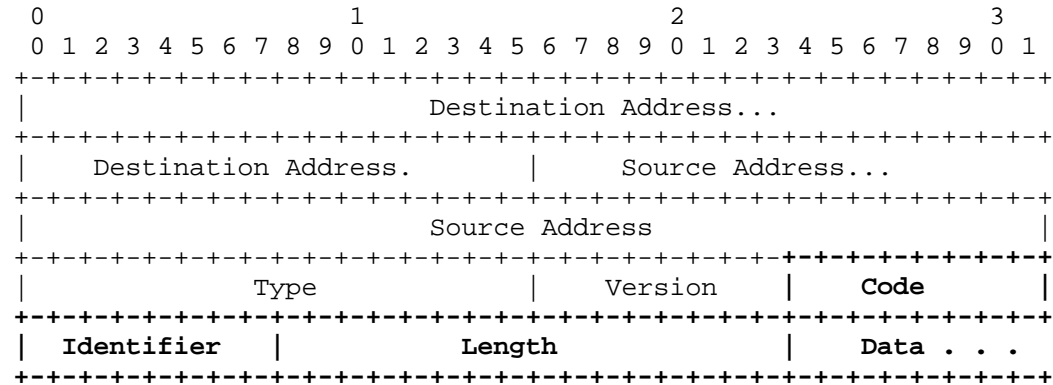 0                   1                   2                   3
0 1 2 3 4 5 6 7 8 9 0 1 2 3 4 5 6 7 8 9 0 1 2 3 4 5 6 7 8 9 0 1
+-+-+-+-+-+-+-+-+-+-+-+-+-+-+-+-+-+-+-+-+-+-+-+-+-+-+-+-+-+-+-+-+
|                         Destination Address...
+-+-+-+-+-+-+-+-+-+-+-+-+-+-+-+-+-+-+-+-+-+-+-+-+-+-+-+-+-+-+-+-+
|    Destination Address.       |     Source Address...
+-+-+-+-+-+-+-+-+-+-+-+-+-+-+-+-+-+-+-+-+-+-+-+-+-+-+-+-+-+-+-+-+
|                         Source Address                        |
+-+-+-+-+-+-+-+-+-+-+-+-+-+-+-+-+-+-+-+-+-+-+-+-+-+-+-+-+-+-+-+-+
|              Type             |    Version    |    Code       |
+-+-+-+-+-+-+-+-+-+-+-+-+-+-+-+-+-+-+-+-+-+-+-+-+-+-+-+-+-+-+-+-+
|  Identifier   |           Length              |    Data . . .
+-+-+-+-+-+-+-+-+-+-+-+-+-+-+-+-+-+-+-+-+-+-+-+-+-+-+-+-+-+-+-+-+